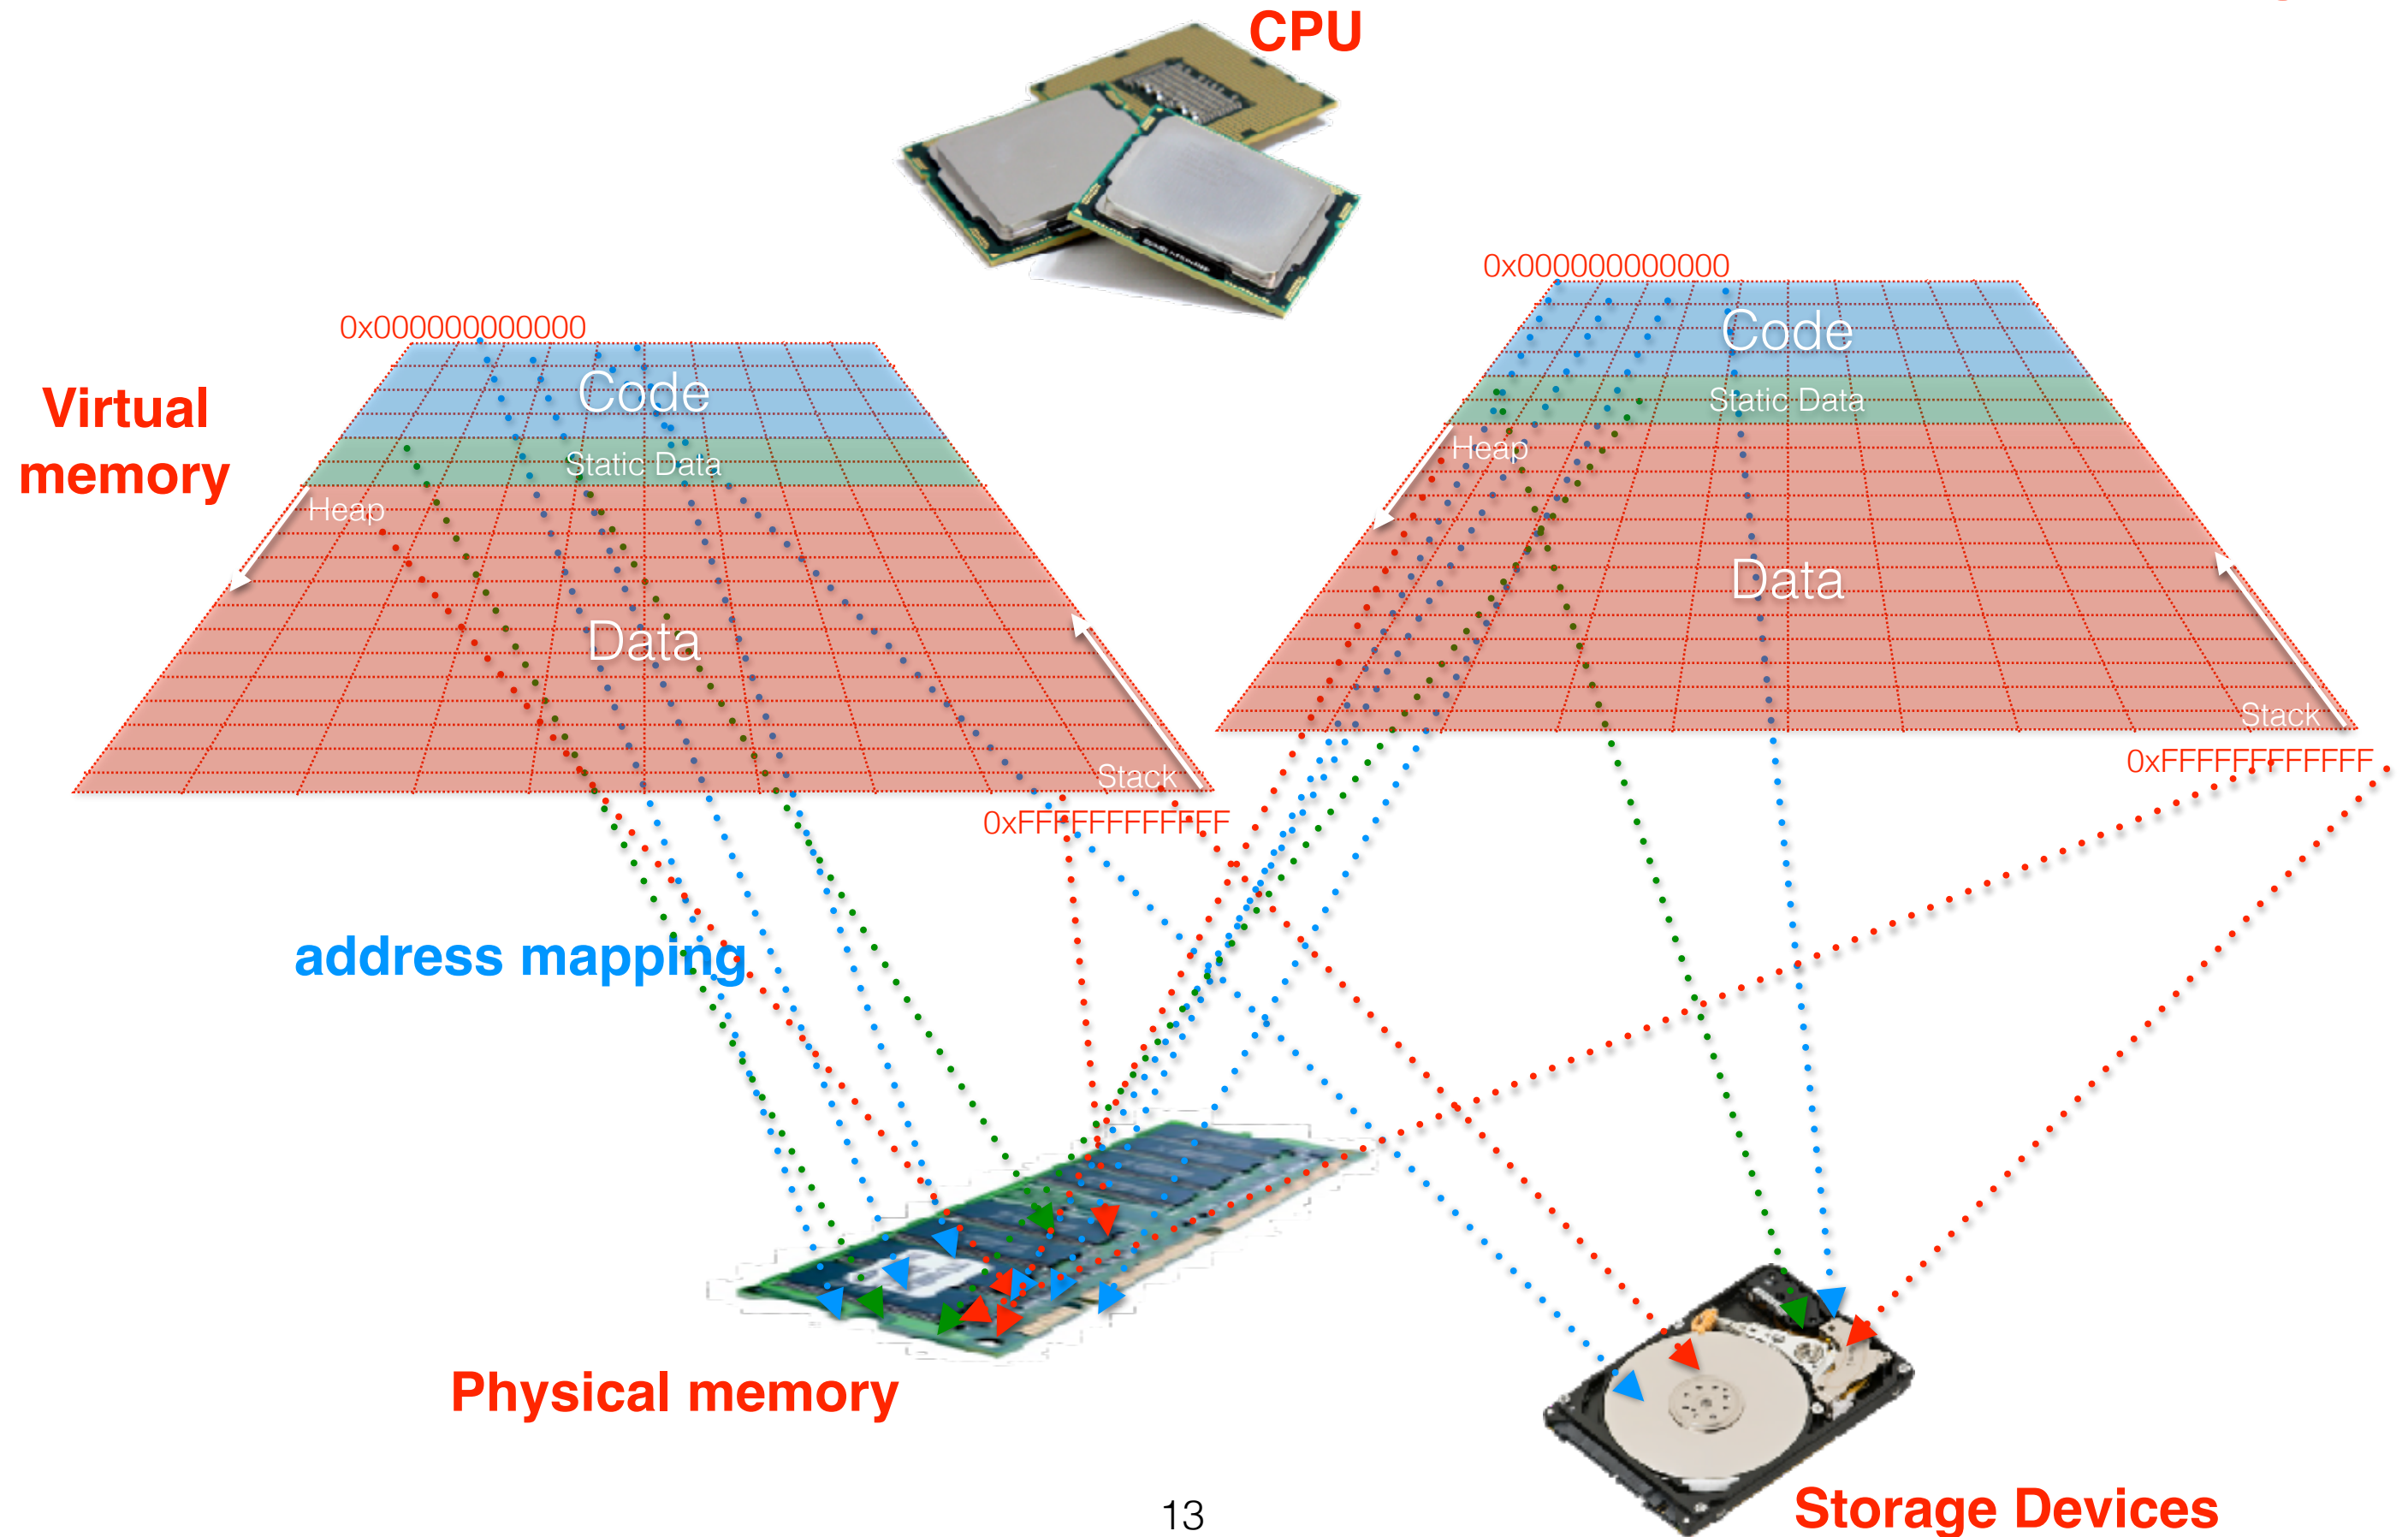 CPU
0x000000000000
0x000000000000
Code
Code
Virtual
memory
Static Data
Static Data
Heap
Heap
Data
Data
Stack
Stack
0xFFFFFFFFFFFF
0xFFFFFFFFFFFF
address mapping
Physical memory
Storage Devices
13